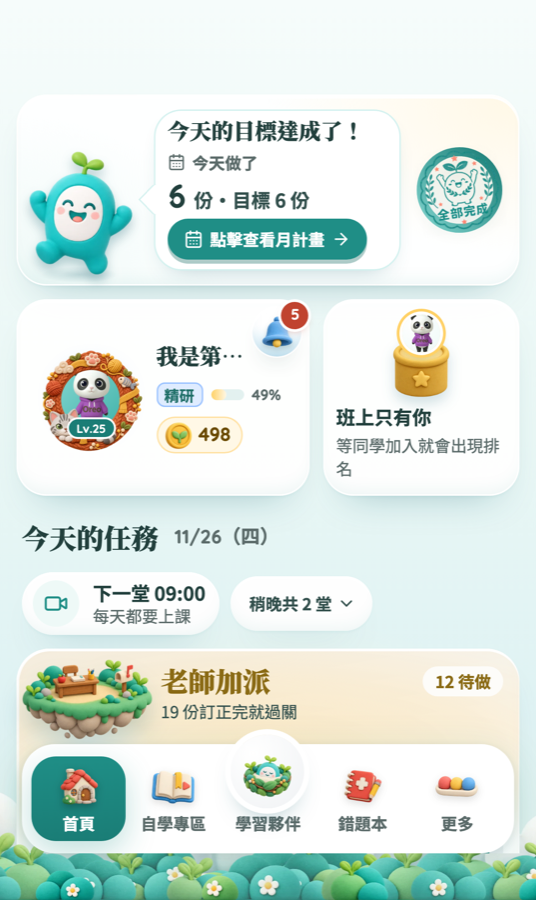 今天的目標達成了！
今天做了
6 份・目標 6 份
點擊查看月計畫
全部完成
5
我是第…
精研
49%
Lv.25
498
班上只有你
等同學加入就會出現排
名
今天的任務 11/26（四）
下一堂 09:00
每天都要上課
稍晚共 2 堂
老師加派
12 待做
19 份訂正完就過關
首頁
自學專區
學習夥伴
錯題本
更多